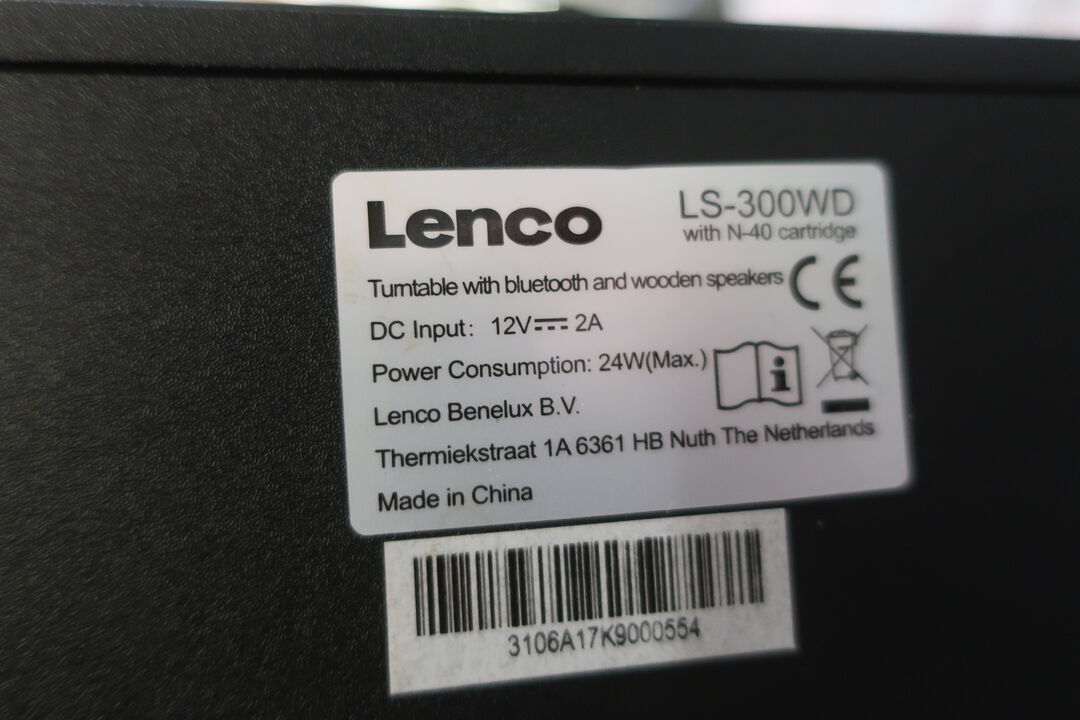 Lenco
LS-300WD
with N-40 cartridge
Turntable with bluetooth and wooden speakers CE
DC Input: 12V⎓2A
Power Consumption: 24W(Max.)
Lenco Benelux B.V.
Thermiekstraat 1A 6361 HB Nuth The Netherlands
Made in China
3106A17K9000554